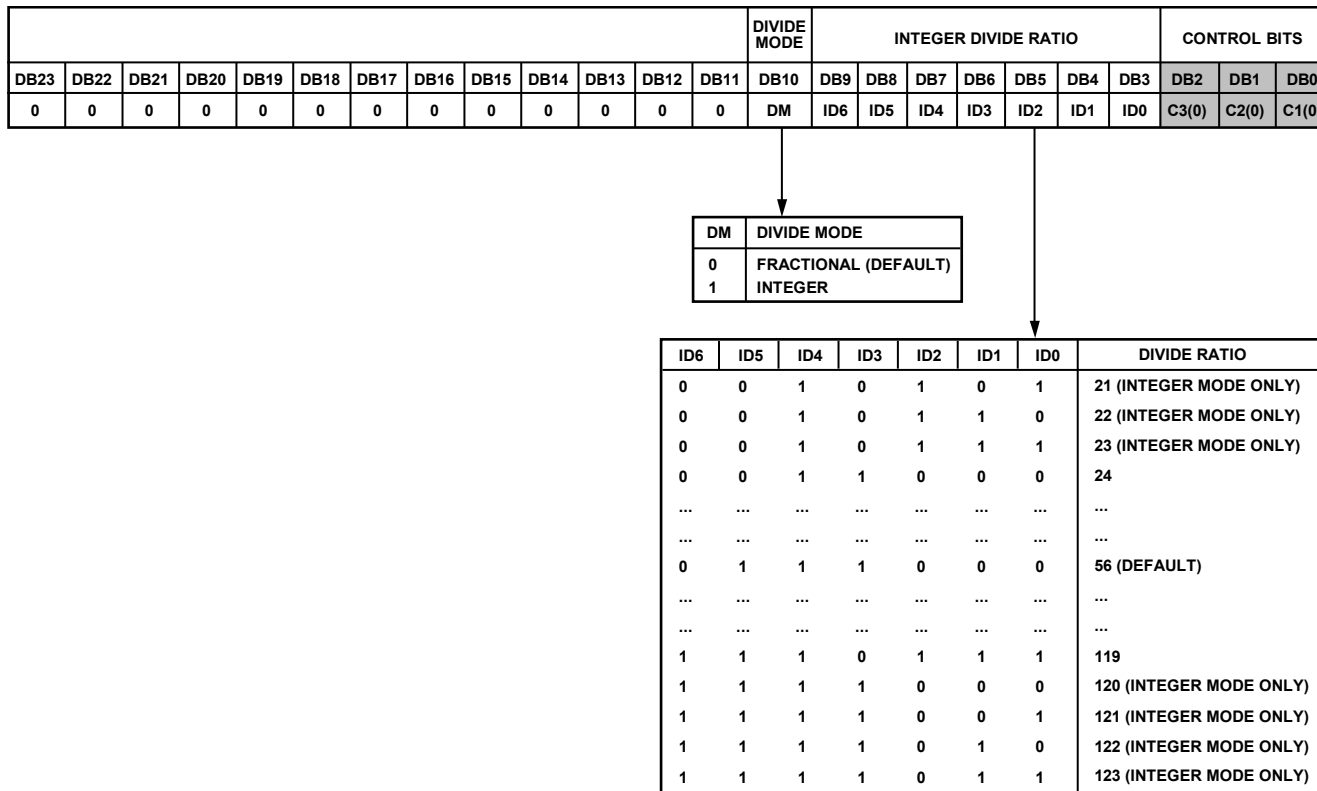 DIVIDE MODE INTEGER DIVIDE RATIO CONTROL BITS
DB23 DB22 DB21 DB20 DB19 DB18 DB17 DB16 DB15 DB14 DB13 DB12 DB11 DB10 DB9 DB8 DB7 DB6 DB5 DB4 DB3 DB2 DB1 DB0
0 0 0 0 0 0 0 0 0 0 0 0 0 DM ID6 ID5 ID4 ID3 ID2 ID1 ID0 C3(0) C2(0) C1(0
DM DIVIDE MODE
0 FRACTIONAL (DEFAULT)
1 INTEGER
ID6 ID5 ID4 ID3 ID2 ID1 ID0 DIVIDE RATIO
0 0 1 0 1 0 1 21 (INTEGER MODE ONLY)
0 0 1 0 1 1 0 22 (INTEGER MODE ONLY)
0 0 1 0 1 1 1 23 (INTEGER MODE ONLY)
0 0 1 1 0 0 0 24
... ... ... ... ... ... ... ...
... ... ... ... ... ... ... ...
0 1 1 1 0 0 0 56 (DEFAULT)
... ... ... ... ... ... ... ...
... ... ... ... ... ... ... ...
1 1 1 0 1 1 1 119
1 1 1 1 0 0 0 120 (INTEGER MODE ONLY)
1 1 1 1 0 0 1 121 (INTEGER MODE ONLY)
1 1 1 1 0 1 0 122 (INTEGER MODE ONLY)
1 1 1 1 0 1 1 123 (INTEGER MODE ONLY)